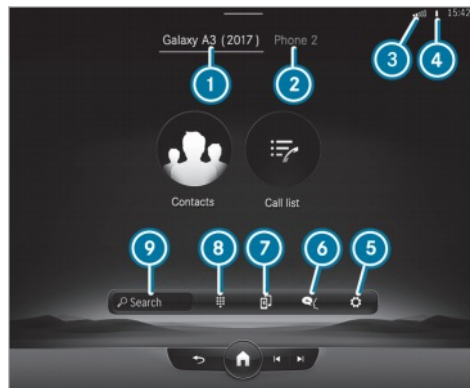 15:42
Galaxy A3 (2017) Phone 2
3 4
1 2
Contacts Call list
9 8 7 6 5
Search